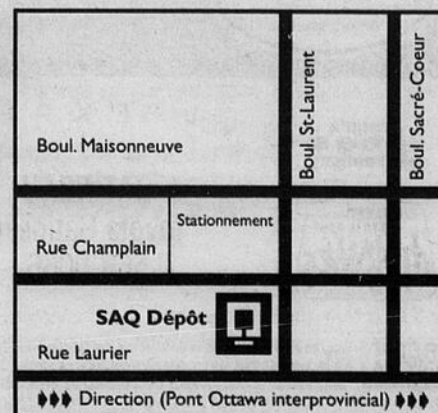 Boul. St-Laurent
Boul. Sacré-Coeur
Boul. Maisonneuve
Stationnement
Rue Champlain
SAQ Dépôt
Rue Laurier
Direction (Pont Ottawa interprovincial)